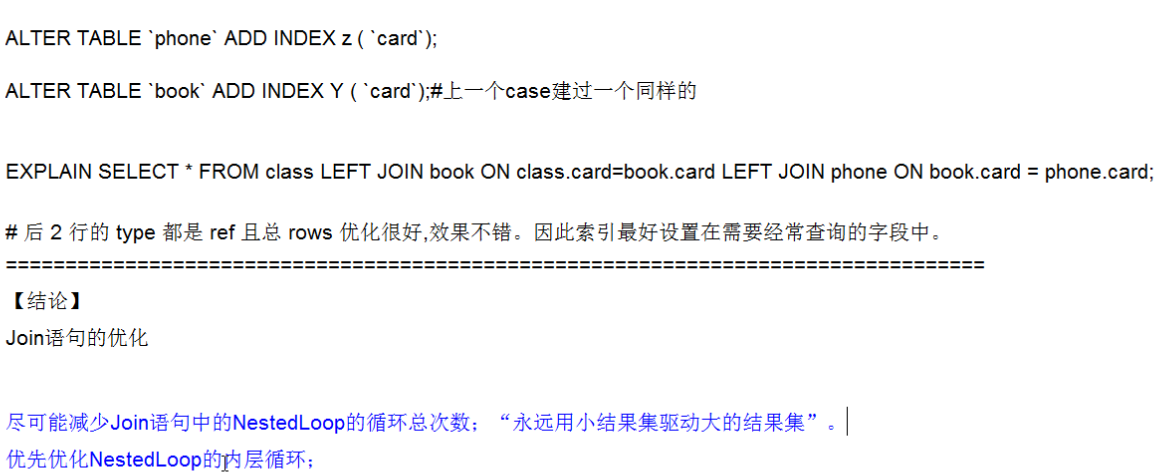 ALTER TABLE `phone` ADD INDEX z ( `card`);
ALTER TABLE `book` ADD INDEX Y ( `card`);#上一个case建过一个同样的
EXPLAIN SELECT * FROM class LEFT JOIN book ON class.card=book.card LEFT JOIN phone ON book.card = phone.card;
# 后 2 行的 type 都是 ref 且总 rows 优化很好,效果不错。因此索引最好设置在需要经常查询的字段中。
==================================================================================
【结论】
Join语句的优化
尽可能减少Join语句中的NestedLoop的循环总次数；“永远用小结果集驱动大的结果集”。
优先优化NestedLoop的内层循环；